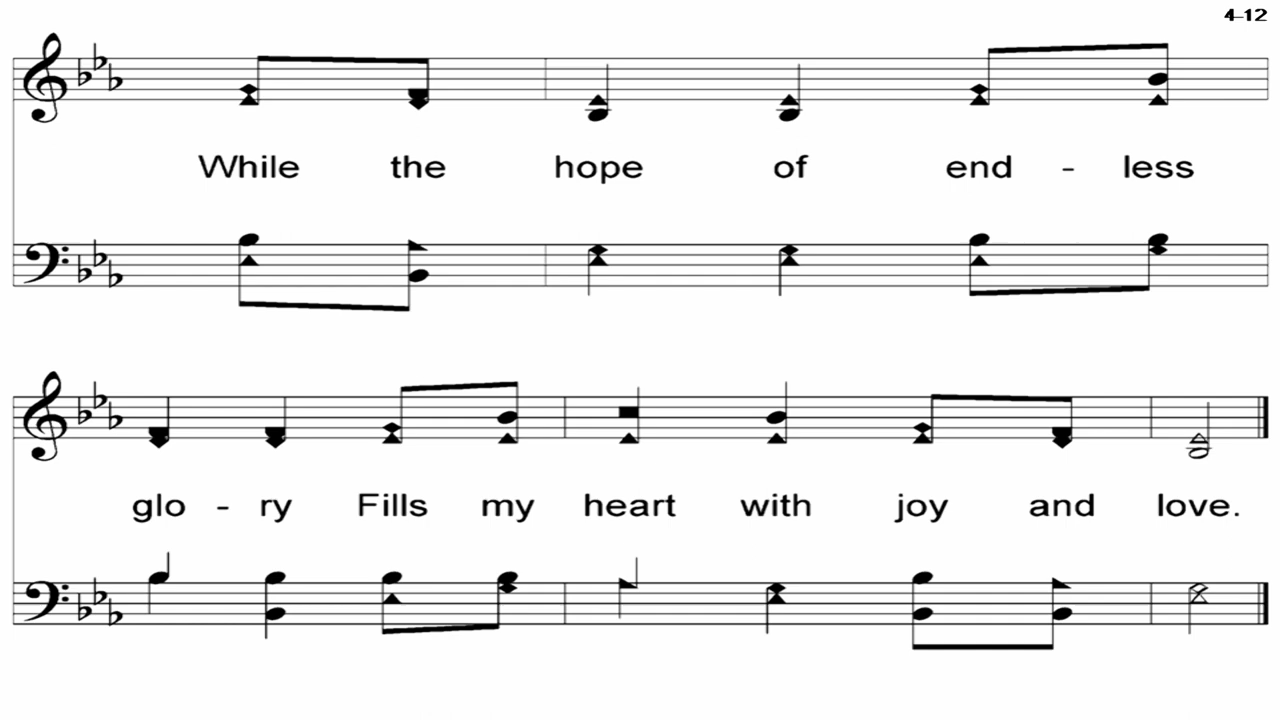 4-12
While the hope of end - less
glo - ry Fills my heart with joy and love.